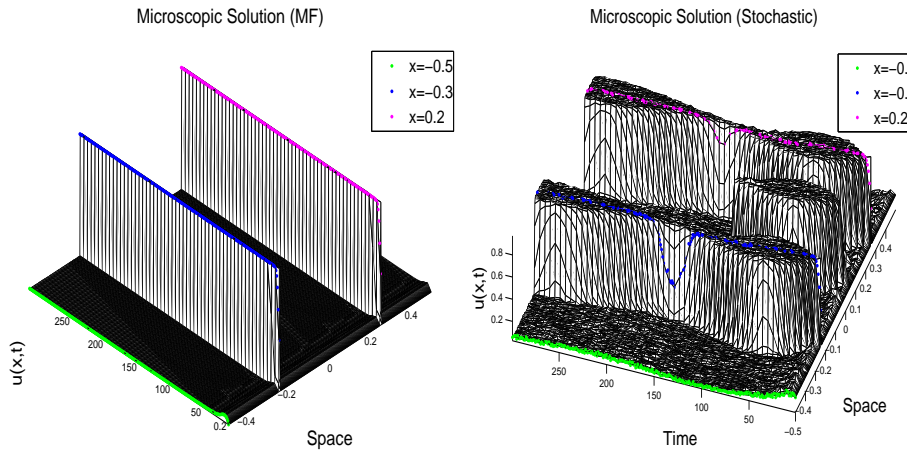 Microscopic Solution (MF)
x=−0.5
x=−0.3
x=0.2
u(x,t)
250
200
150
100
50
0.2
−0.4
−0.2
0
0.2
0.4
Space
Microscopic Solution (Stochastic)
x=−0.
x=−0.
x=0.2
u(x,t)
0.8
0.6
0.4
0.2
250
200
150
100
50
Time
−0.5
−0.4
−0.3
−0.2
−0.1
0
0.1
0.2
0.3
0.4
Space